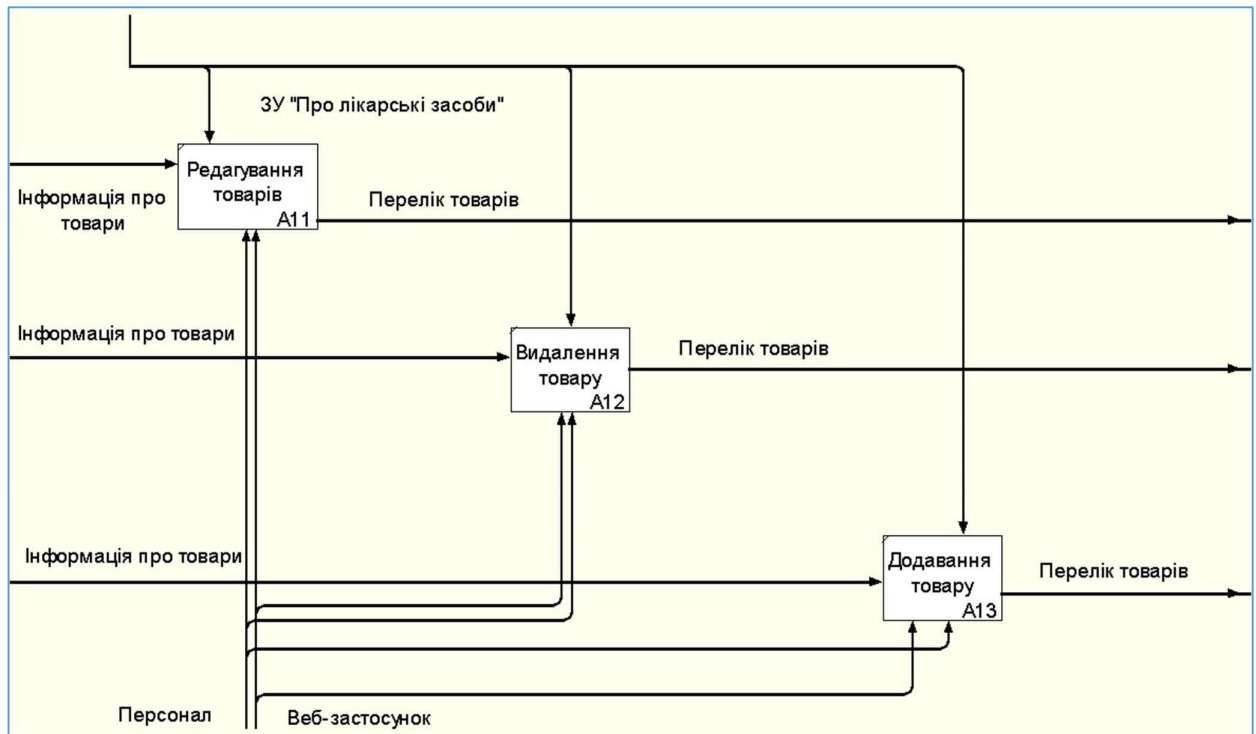 ЗУ "Про лікарські засоби"
Редагування
товарів
А11
Інформація про
товари
Перелік товарів
Інформація про товари
Видалення
товару
А12
Перелік товарів
Інформація про товари
Додавання
товару
А13
Перелік товарів
Персонал
Веб-застосунок